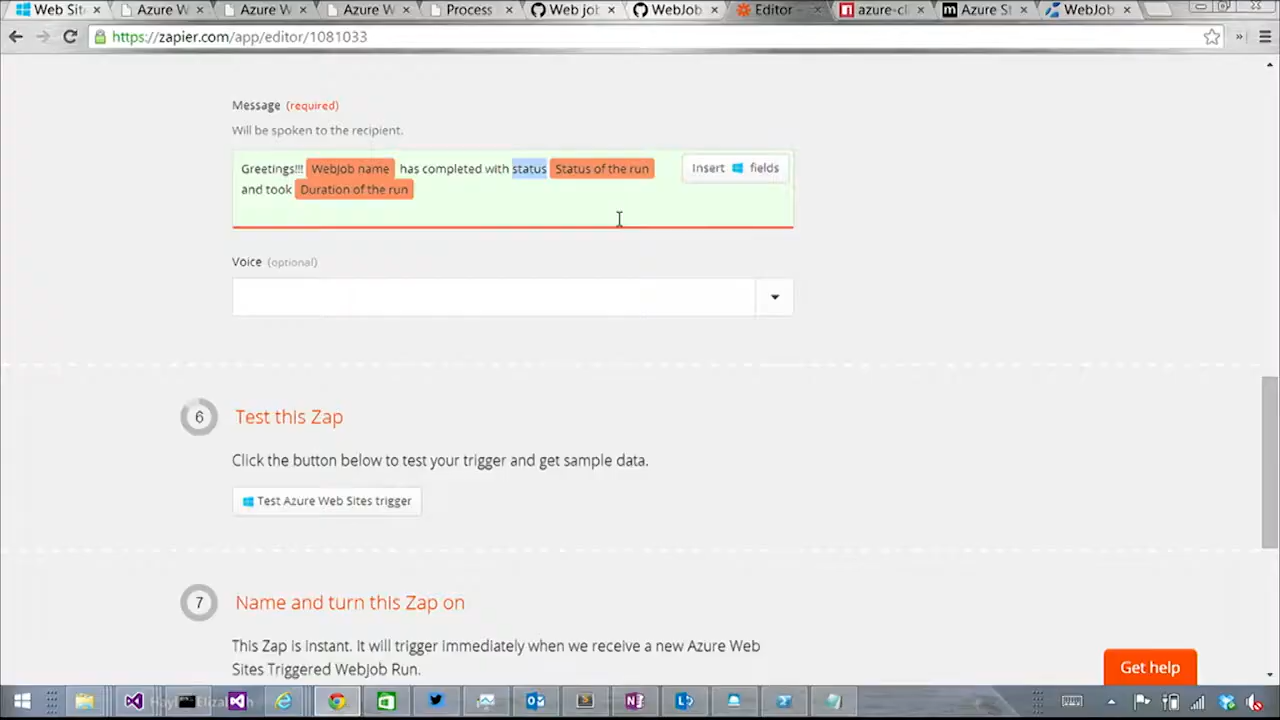 Web Sit
Azure W
Azure W
Azure W
Process
Web job
WebJob
Editor -
azure-cl
Azure S
WebJob
https://zapier.com/app/editor/1081033
Message (required)
Will be spoken to the recipient.
Greetings!!! WebJob name has completed with status Status of the run
Insert fields
and took Duration of the run
Voice (optional)
6 Test this Zap
Click the button below to test your trigger and get sample data.
Test Azure Web Sites trigger
7 Name and turn this Zap on
This Zap is instant. It will trigger immediately when we receive a new Azure Web
Sites Triggered WebJob Run.
Get help